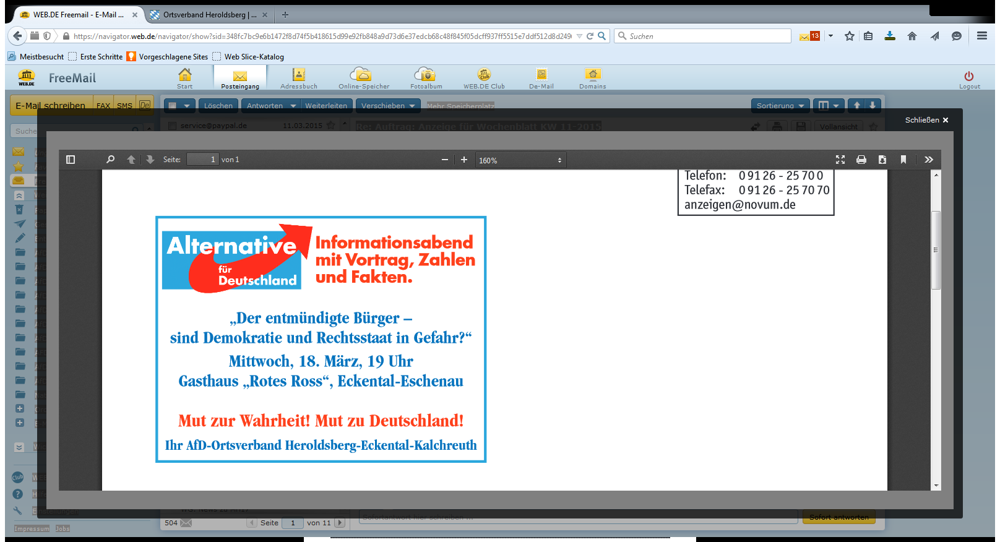 WEB.DE Freemail - E-Mail ...
Ortsverband Heroldsberg | ...
https://navigator.web.de/navigator/show?sid=348fc7bc9e6b1472f8d74f5b418615d99e92fb848a9d73d6e37edcb68c48f845f05dcff937ff5515e7ddf512d8d249
Suchen
13
Meistbesucht
Erste Schritte
Vorgeschlagene Sites
Web Slice-Katalog
WEB.DE
FreeMail
Start
Posteingang
Adressbuch
Online-Speicher
Fotoalbum
WEB.DE Club
De-Mail
Domains
Logout
E-Mail schreiben
FAX
SMS
De
Löschen
Antworten
Weiterleiten
Verschieben
Mehr Speicherplatz
Sortierung
Schließen
Suche
service@paypal.de
11.03.2015
Re: Auftrag: Anzeige für Wochenblatt KW 11-2015
Vollansicht
Seite:
1
von 1
160%
Telefon: 0 91 26 - 25 70 0
Telefax: 0 91 26 - 25 70 70
anzeigen@novum.de
Alternative
für
Deutschland
Informationsabend
mit Vortrag, Zahlen
und Fakten.
„Der entmündigte Bürger –
sind Demokratie und Rechtsstaat in Gefahr?“
Mittwoch, 18. März, 19 Uhr
Gasthaus „Rotes Ross“, Eckental-Eschenau
Mut zur Wahrheit! Mut zu Deutschland!
Ihr AfD-Ortsverband Heroldsberg-Eckental-Kalchreuth
Club
Einstellungen
Impressum
Jobs
504
Seite
1
von 11
Sofortantwort hier schreiben ...
Sofort antworten